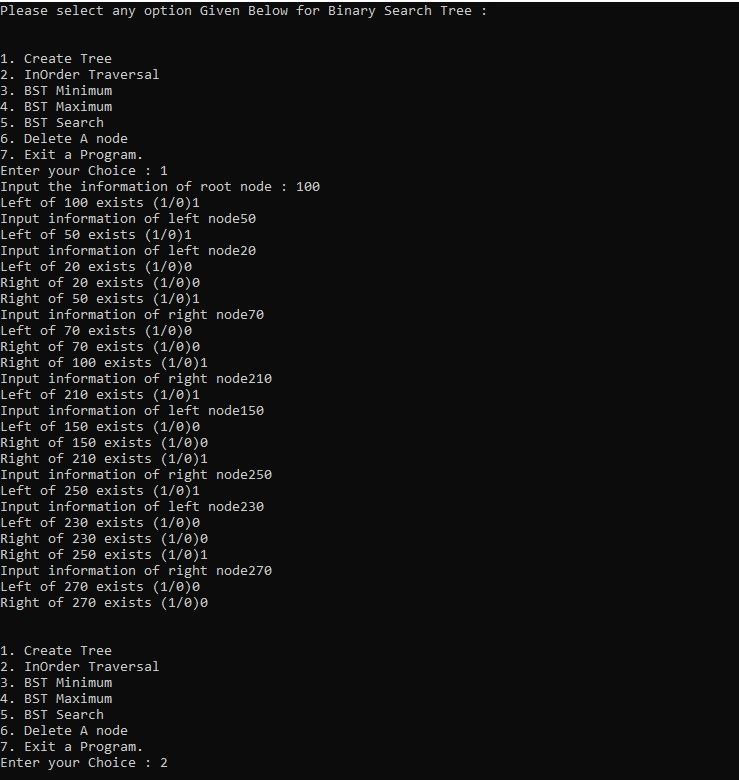 Please select any option Given Below for Binary Search Tree :
1. Create Tree
2. InOrder Traversal
3. BST Minimum
4. BST Maximum
5. BST Search
6. Delete A node
7. Exit a Program.
Enter your Choice : 1
Input the information of root node : 100
Left of 100 exists (1/0)1
Input information of left node50
Left of 50 exists (1/0)1
Input information of left node20
Left of 20 exists (1/0)0
Right of 20 exists (1/0)0
Right of 50 exists (1/0)1
Input information of right node70
Left of 70 exists (1/0)0
Right of 70 exists (1/0)0
Right of 100 exists (1/0)1
Input information of right node210
Left of 210 exists (1/0)1
Input information of left node150
Left of 150 exists (1/0)0
Right of 150 exists (1/0)0
Right of 210 exists (1/0)1
Input information of right node250
Left of 250 exists (1/0)1
Input information of left node230
Left of 230 exists (1/0)0
Right of 230 exists (1/0)0
Right of 250 exists (1/0)1
Input information of right node270
Left of 270 exists (1/0)0
Right of 270 exists (1/0)0
1. Create Tree
2. InOrder Traversal
3. BST Minimum
4. BST Maximum
5. BST Search
6. Delete A node
7. Exit a Program.
Enter your Choice : 2